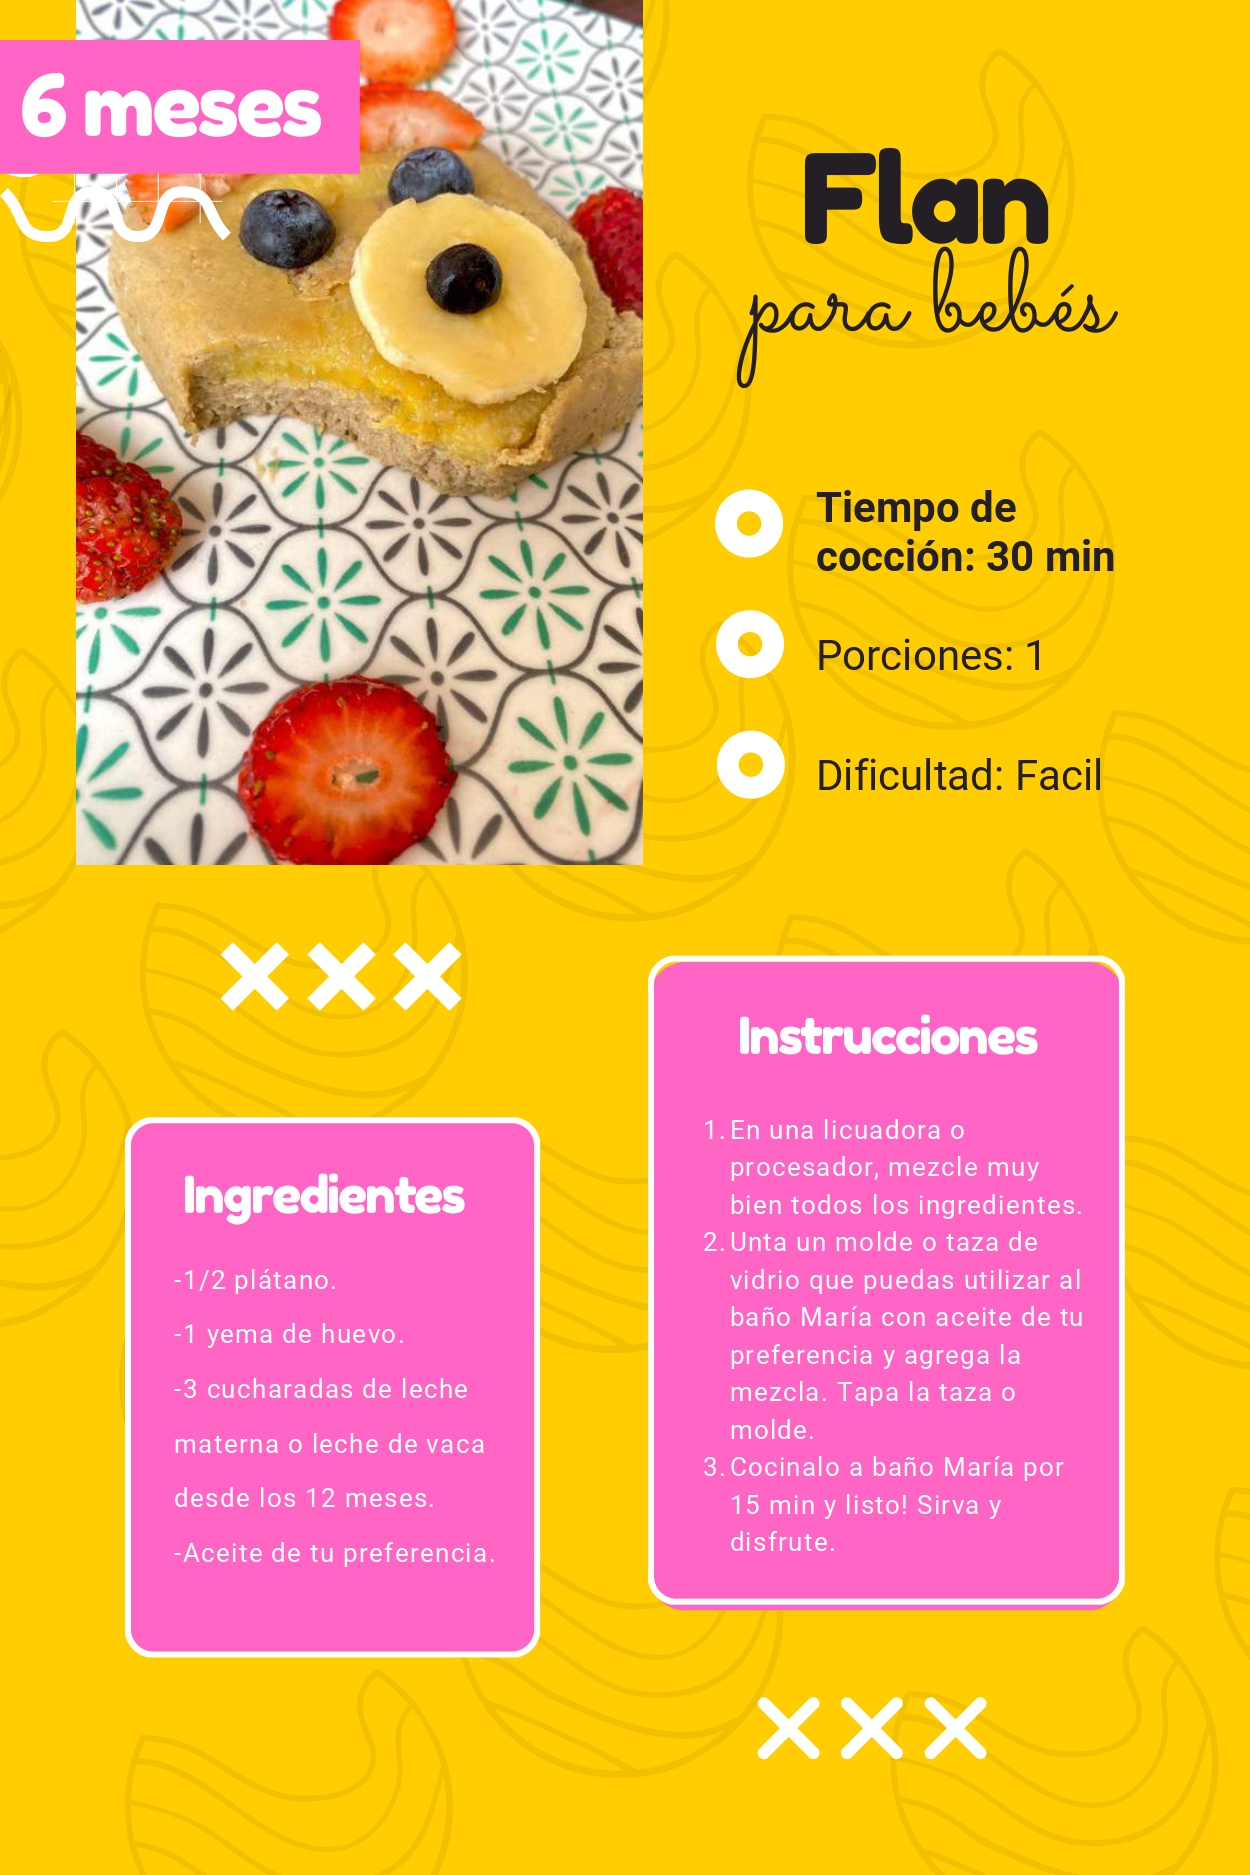 6 meses
Flan
para bebés
Tiempo de
cocción: 30 min
Porciones: 1
Dificultad: Facil
Ingredientes
-1/2 plátano.
-1 yema de huevo.
-3 cucharadas de leche
materna o leche de vaca
desde los 12 meses.
-Aceite de tu preferencia.
Instrucciones
1. En una licuadora o
procesador, mezcle muy
bien todos los ingredientes.
2. Unta un molde o taza de
vidrio que puedas utilizar al
baño María con aceite de tu
preferencia y agrega la
mezcla. Tapa la taza o
molde.
3. Cocinalo a baño María por
15 min y listo! Sirva y
disfrute.